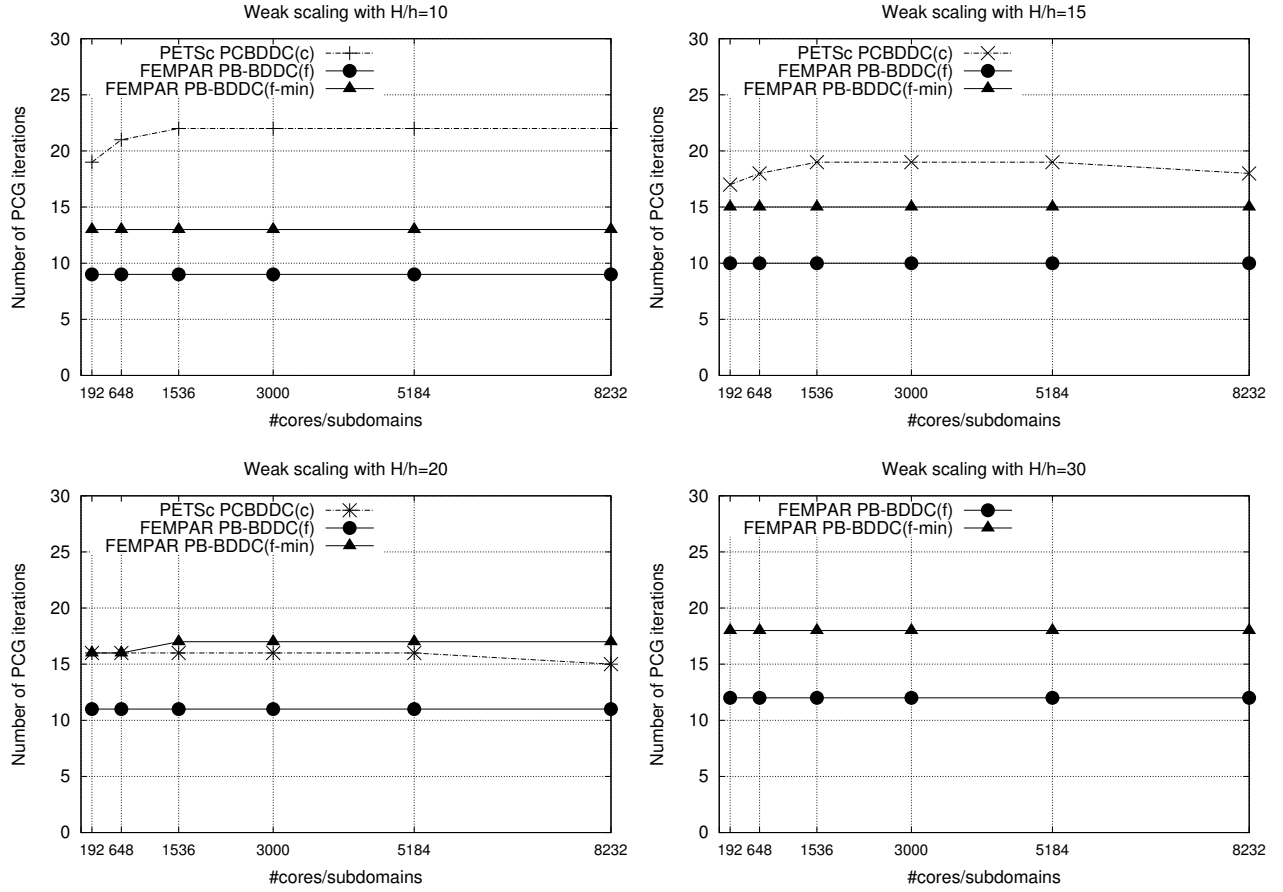 Weak scaling with H/h=10
30
25
20
15
10
5
0
Number of PCG iterations
PETSc PCBDDC(c)
FEMPAR PB-BDDC(f)
FEMPAR PB-BDDC(f-min)
192 648 1536 3000 5184 8232
#cores/subdomains
Weak scaling with H/h=15
30
25
20
15
10
5
0
Number of PCG iterations
PETSc PCBDDC(c)
FEMPAR PB-BDDC(f)
FEMPAR PB-BDDC(f-min)
192 648 1536 3000 5184 8232
#cores/subdomains
Weak scaling with H/h=20
30
25
20
15
10
5
0
Number of PCG iterations
PETSc PCBDDC(c)
FEMPAR PB-BDDC(f)
FEMPAR PB-BDDC(f-min)
192 648 1536 3000 5184 8232
#cores/subdomains
Weak scaling with H/h=30
30
25
20
15
10
5
0
Number of PCG iterations
FEMPAR PB-BDDC(f)
FEMPAR PB-BDDC(f-min)
192 648 1536 3000 5184 8232
#cores/subdomains